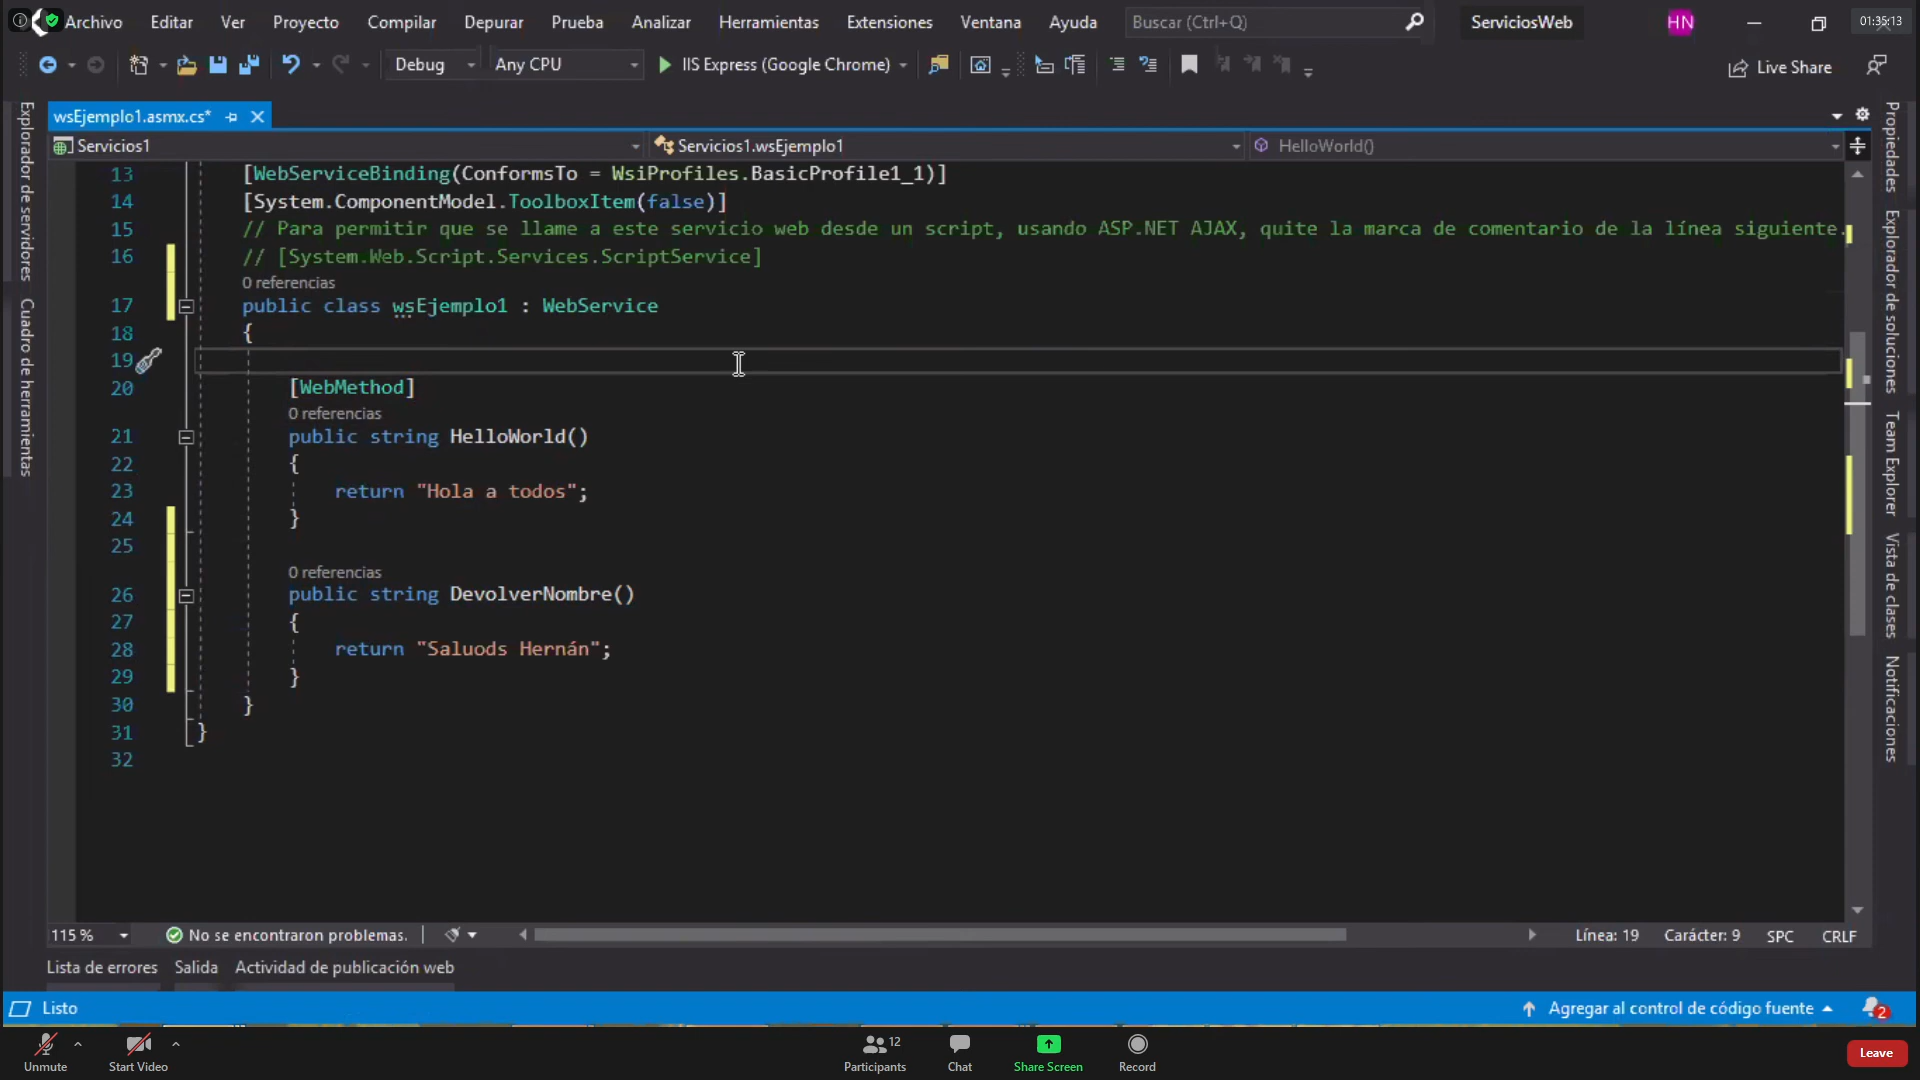 Archivo Editar Ver Proyecto Compilar Depurar Prueba Analizar Herramientas Extensiones Ventana Ayuda Buscar (Ctrl+Q) ServiciosWeb HN 01:35:13
Debug Any CPU IIS Express (Google Chrome) Live Share
wsEjemplo1.asmx.cs*
Servicios1 Servicios1.wsEjemplo1 HelloWorld()
Explorador de servidores
Cuadro de herramientas
13 [WebServiceBinding(ConformsTo = WsiProfiles.BasicProfile1_1)]
14 [System.ComponentModel.ToolboxItem(false)]
15 // Para permitir que se llame a este servicio web desde un script, usando ASP.NET AJAX, quite la marca de comentario de la línea siguiente.
16 // [System.Web.Script.Services.ScriptService]
0 referencias
17 public class wsEjemplo1 : WebService
18 {
19
20 [WebMethod]
0 referencias
21 public string HelloWorld()
22 {
23 return "Hola a todos";
24 }
25
0 referencias
26 public string DevolverNombre()
27 {
28 return "Saluods Hernán";
29 }
30 }
31 }
32
Propiedades
Explorador de soluciones
Team Explorer
Vista de clases
Notificaciones
115 % No se encontraron problemas. Línea: 19 Carácter: 9 SPC CRLF
Lista de errores Salida Actividad de publicación web
Listo Agregar al control de código fuente 2
Unmute Start Video Participants 12 Chat Share Screen Record Leave